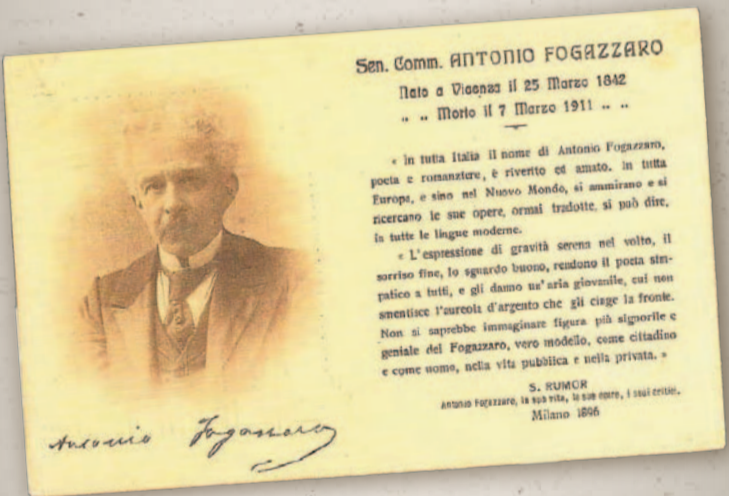 Sen. Comm. ANTONIO FOGAZZARO
Nato a Vicenza il 25 Marzo 1842
„ „ Morto il 7 Marzo 1911 „ „
« In tutta Italia il nome di Antonio Fogazzaro,
poeta e romanziere, è riverito ed amato. In tutta
Europa, e sino nel Nuovo Mondo, si ammirano e si
ricercano le sue opere, ormai tradotte, si può dire,
in tutte le lingue moderne.
« L'espressione di gravità serena nel volto, il
sorriso fine, lo sguardo buono, rendono il poeta sim-
patico a tutti, e gli danno un'aria giovanile, cui non
smentisce l'aureola d'argento che gli cinge la fronte.
Non si saprebbe immaginare figura più signorile e
geniale del Fogazzaro, vero modello, come cittadino
e come uomo, nella vita pubblica e nella privata. »
S. RUMOR
Antonio Fogazzaro, la sua vita, le sue opere, i suoi critici.
Milano 1896
Antonio Fogazzaro